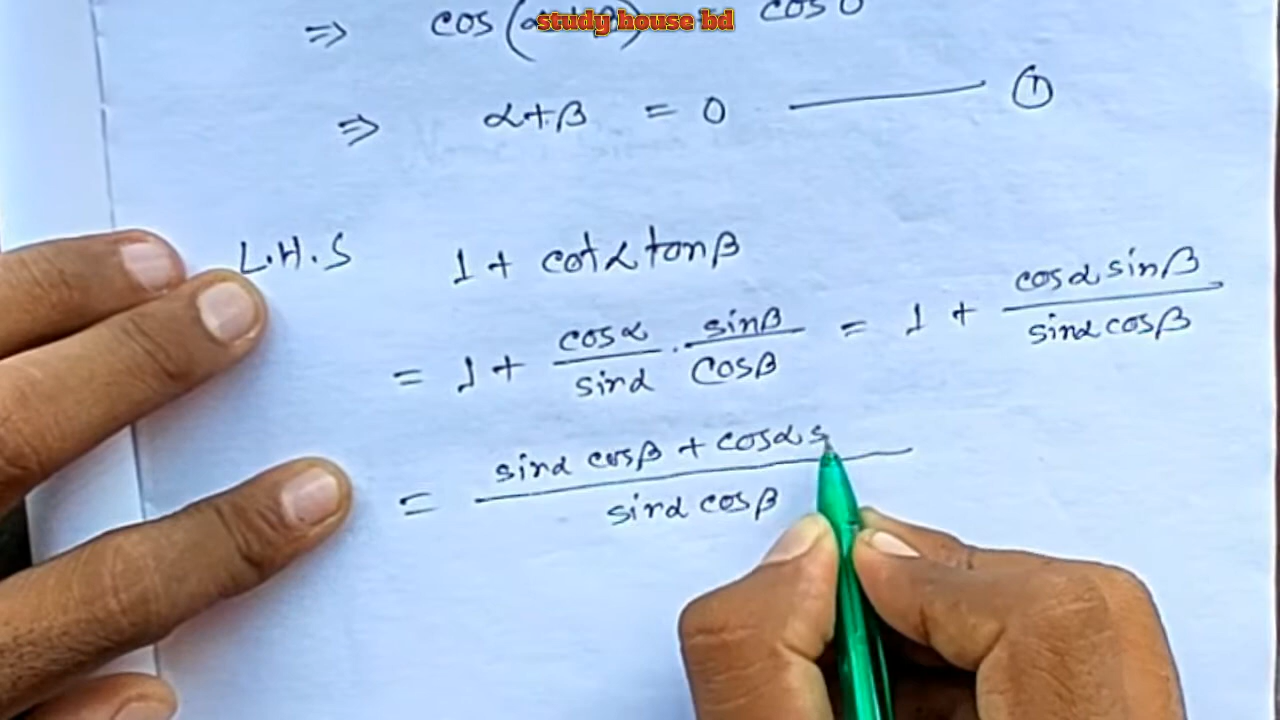 study house bd
⇒ cos(α+β) cos 0
⇒ α+β = 0 ——— ①
L.H.S 1 + cotα tanβ
= 1 + cosα/sinα · sinβ/cosβ = 1 + cosα sinβ/sinα cosβ
= sinα cosβ + cosα s/sinα cosβ